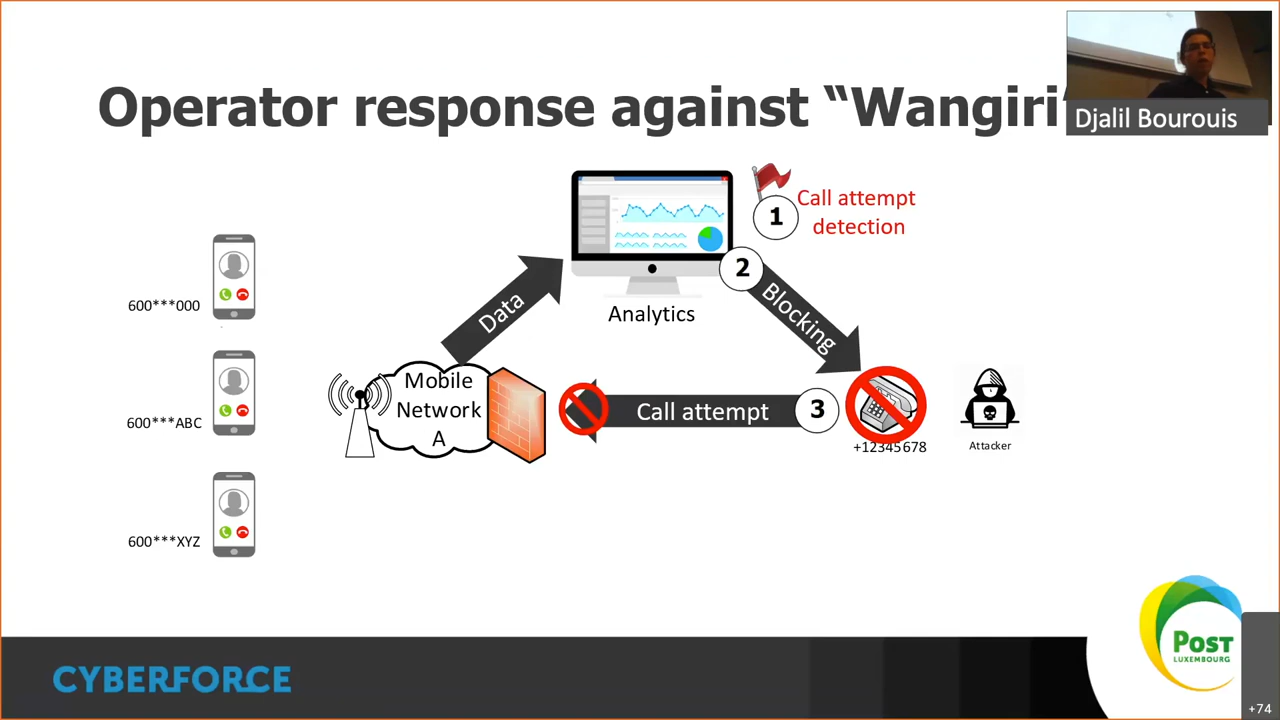 Operator response against “Wangiri”
Djalil Bourouis
1
Call attempt
detection
2
Data
Blocking
Analytics
600***000
Mobile
Network
A
Call attempt
3
600***ABC
+12345678
Attacker
600***XYZ
CYBERFORCE
POST
LUXEMBOURG
+74